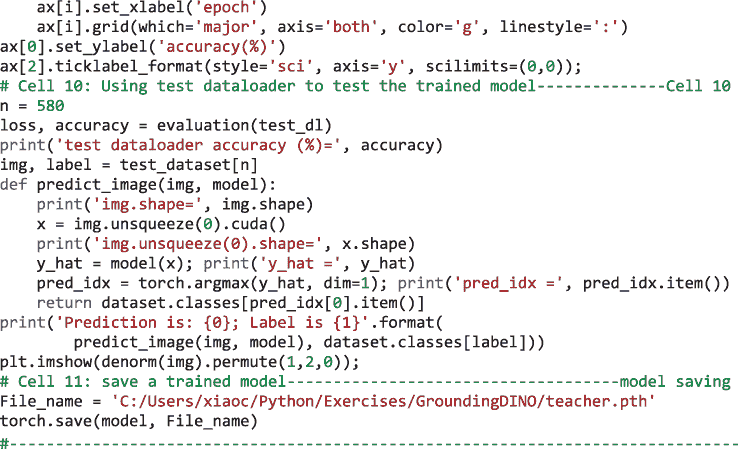 ax[i].set_xlabel('epoch')
    ax[i].grid(which='major', axis='both', color='g', linestyle=':')
ax[0].set_ylabel('accuracy(%)')
ax[2].ticklabel_format(style='sci', axis='y', scilimits=(0,0));
# Cell 10: Using test dataloader to test the trained model--------------Cell 10
n = 580
loss, accuracy = evaluation(test_dl)
print('test dataloader accuracy (%)=', accuracy)
img, label = test_dataset[n]
def predict_image(img, model):
    print('img.shape=', img.shape)
    x = img.unsqueeze(0).cuda()
    print('img.unsqueeze(0).shape=', x.shape)
    y_hat = model(x); print('y_hat =', y_hat)
    pred_idx = torch.argmax(y_hat, dim=1); print('pred_idx =', pred_idx.item())
    return dataset.classes[pred_idx[0].item()]
print('Prediction is: {0}; Label is {1}'.format(
        predict_image(img, model), dataset.classes[label]))
plt.imshow(denorm(img).permute(1,2,0));
# Cell 11: save a trained model------------------------------------model saving
File_name = 'C:/Users/xiaoc/Python/Exercises/GroundingDINO/teacher.pth'
torch.save(model, File_name)
#-------------------------------------------------------------------------------